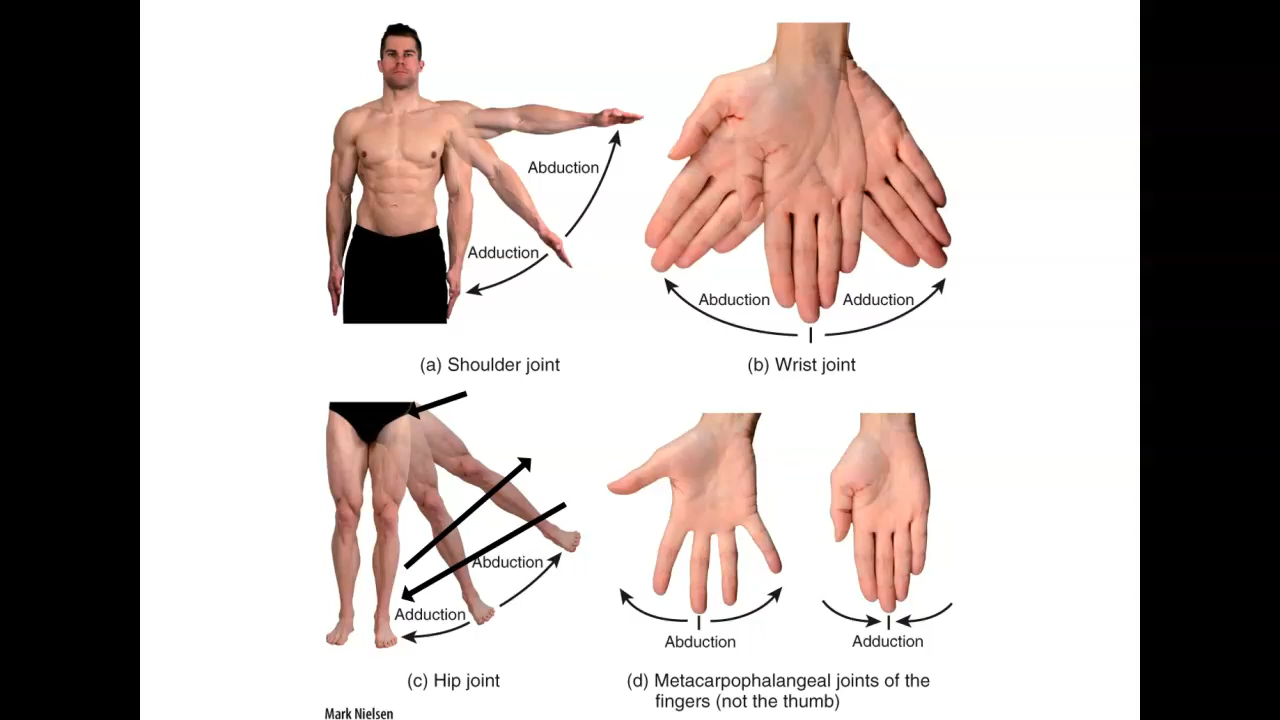 Abduction
Adduction
(a) Shoulder joint
Abduction
Adduction
(b) Wrist joint
Abduction
Adduction
(c) Hip joint
Abduction
Adduction
(d) Metacarpophalangeal joints of the
fingers (not the thumb)
Mark Nielsen